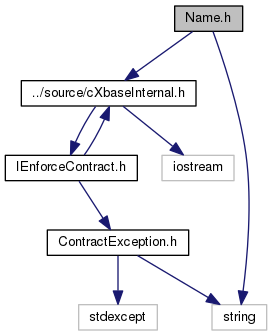 Name.h
../source/cXbaseInternal.h
IEnforceContract.h
iostream
ContractException.h
stdexcept
string